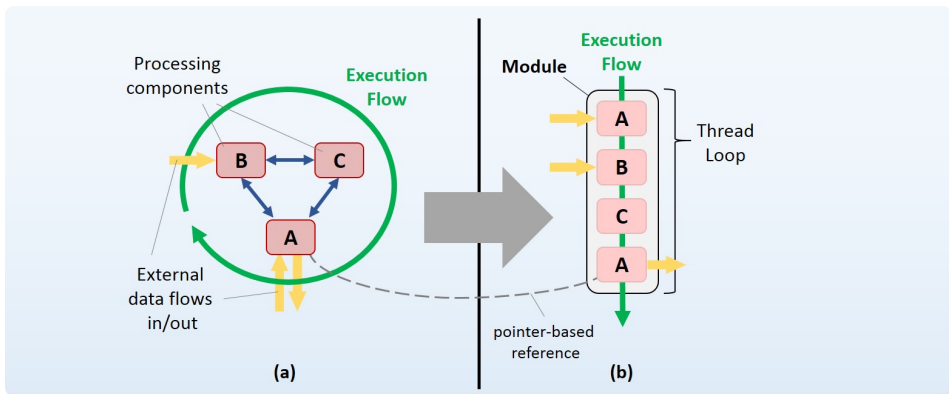 Processing
components
Execution
Flow
B
C
A
External
data flows
in/out
(a)
Execution
Flow
Module
A
B
C
A
Thread
Loop
pointer-based
reference
(b)